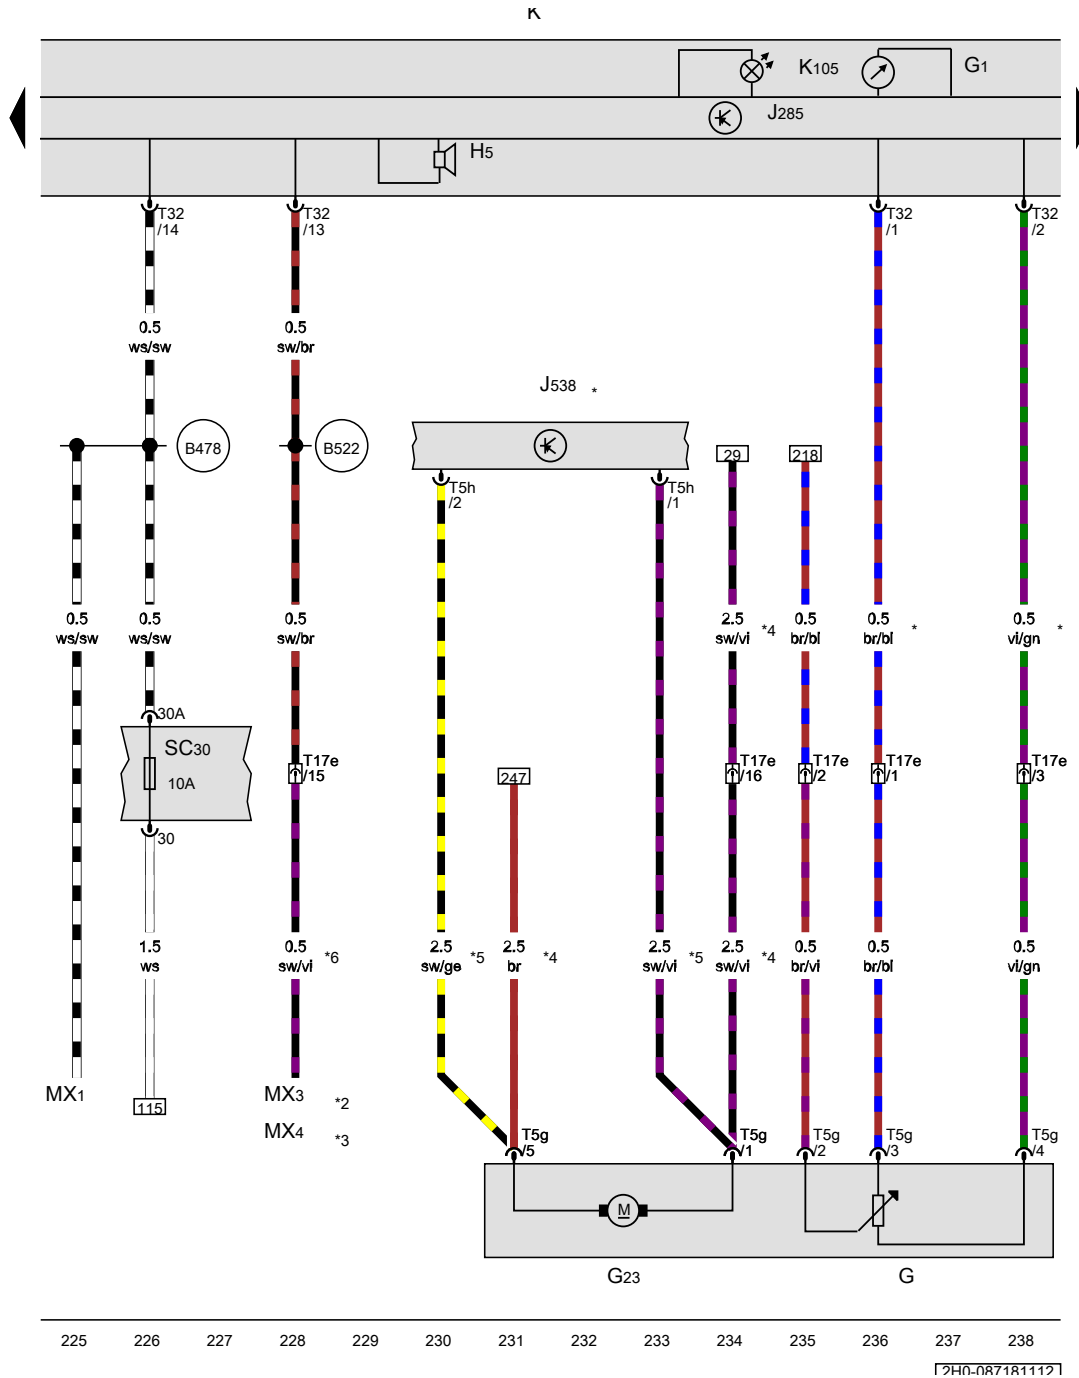 K
K105
G1
J285
H5
T32
/14
T32
/13
T32
/1
T32
/2
0.5
ws/sw
0.5
sw/br
J538 *
B478
B522
29
218
T5h
/2
T5h
/1
0.5
ws/sw
0.5
ws/sw
0.5
sw/br
2.5
sw/vi *4
0.5
br/bl
0.5
br/bl *
0.5
vi/gn *
30A
SC30
10A
30
T17e
/15
247
T17e
/16
T17e
/2
T17e
/1
T17e
/3
1.5
ws
0.5
sw/vi *6
2.5
sw/ge *5
2.5
br *4
2.5
sw/vi *5
2.5
sw/vi *4
0.5
br/vi
0.5
br/bl
0.5
vi/gn
MX1
115
MX3 *2
MX4 *3
T5g
/5
T5g
/1
T5g
/2
T5g
/3
T5g
/4
M
G23
G
225 226 227 228 229 230 231 232 233 234 235 236 237 238
2H0-087181112